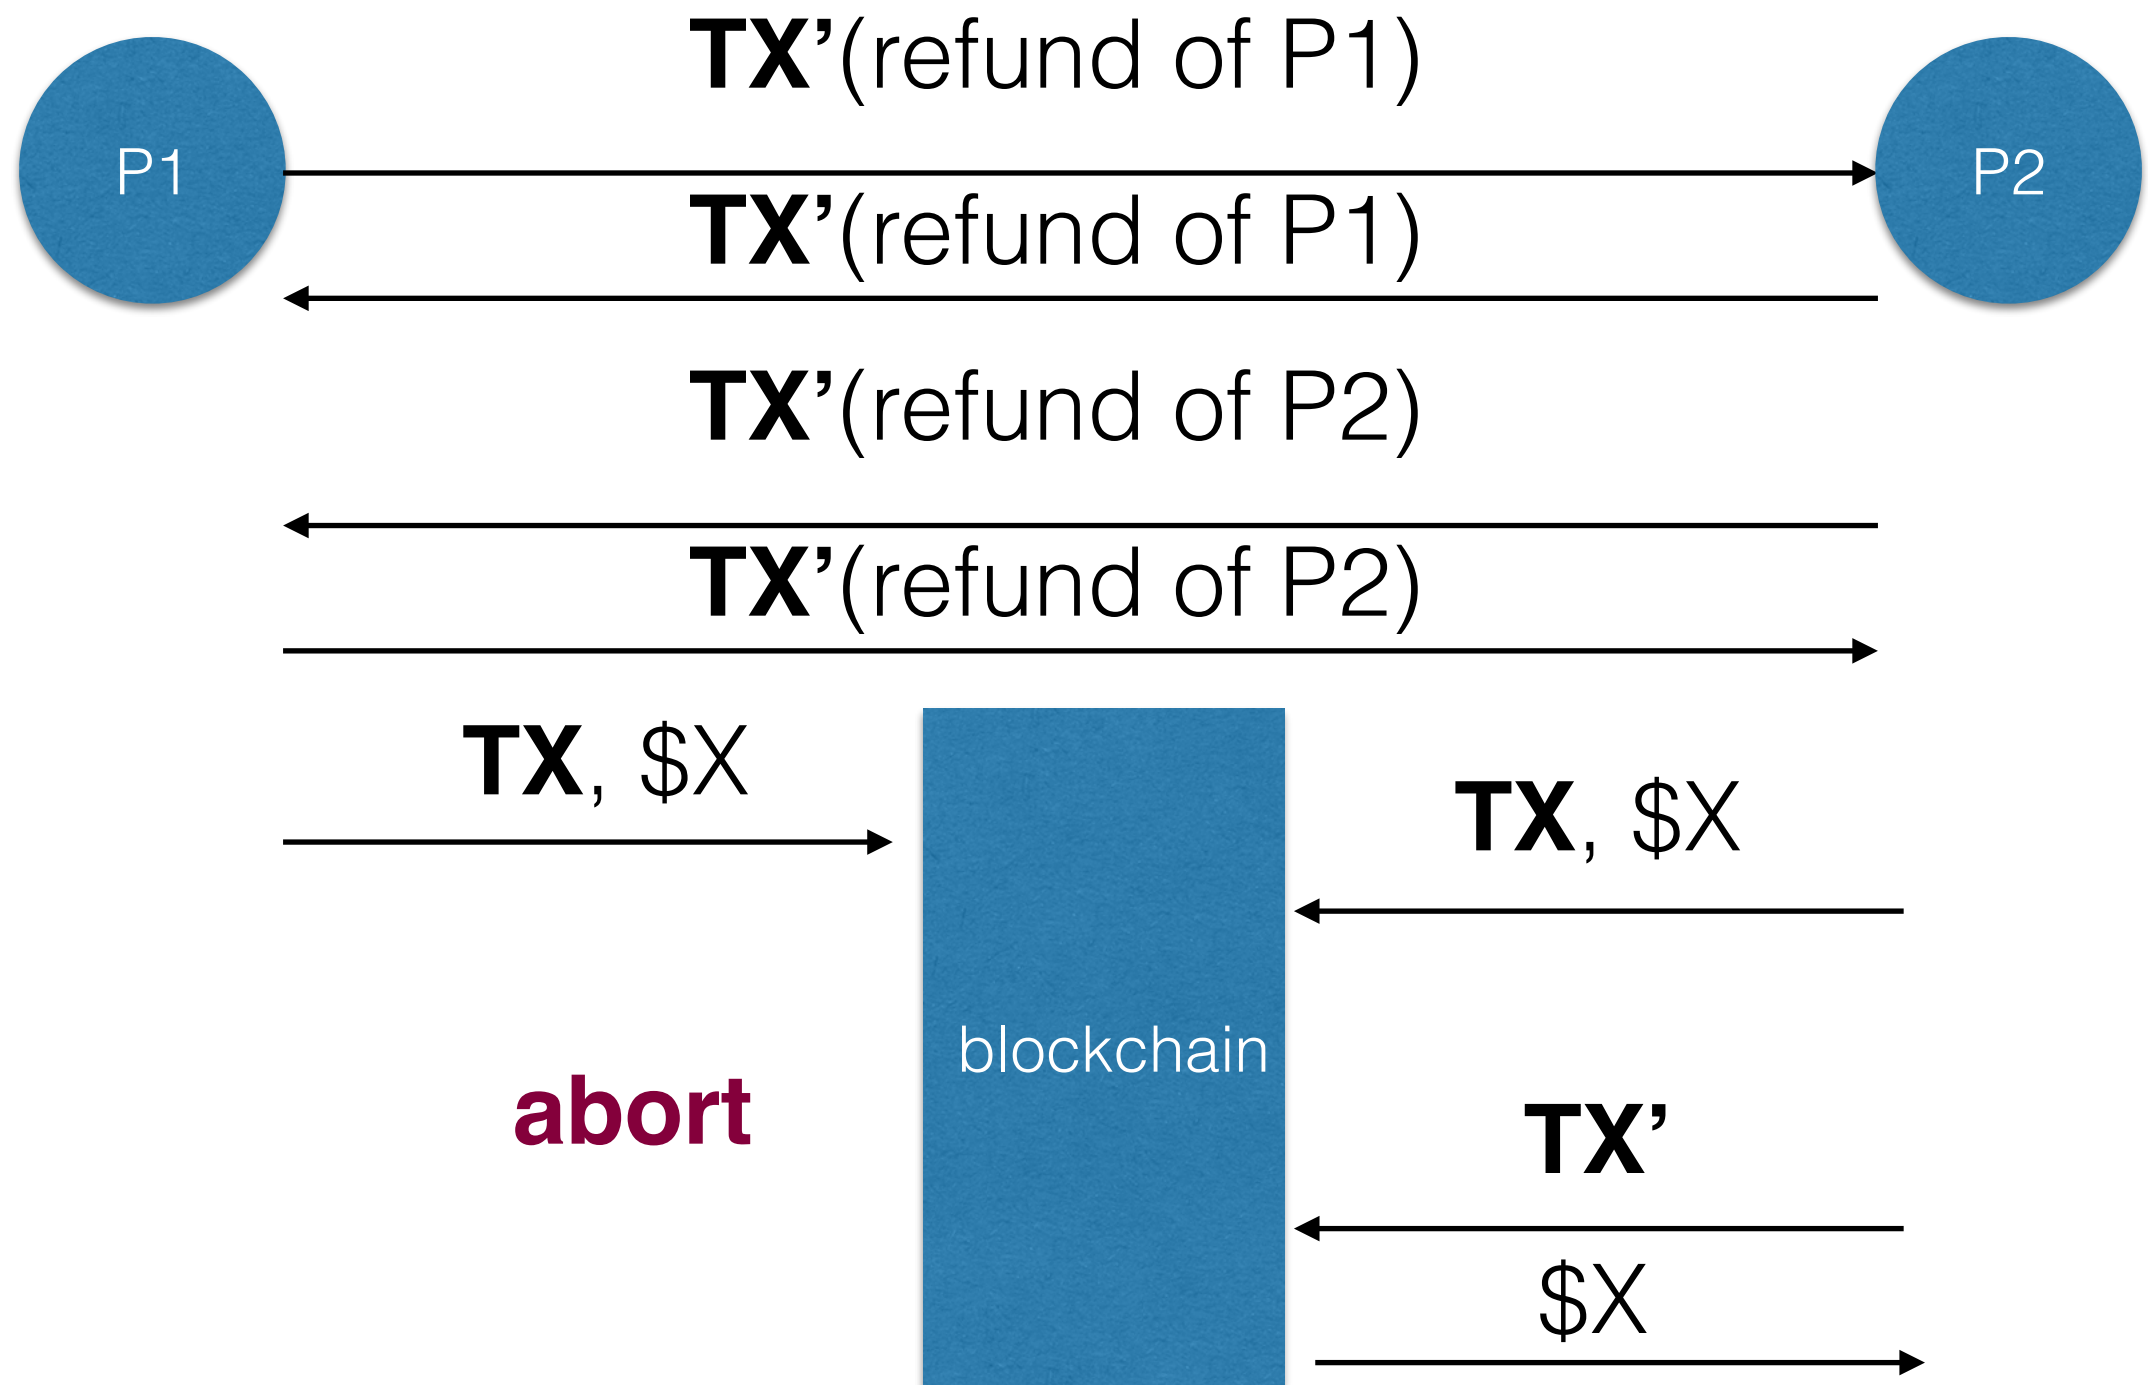 TX’(refund of P1)
P1
P2
TX’(refund of P1)
TX’(refund of P2)
TX’(refund of P2)
TX, $X
TX, $X
blockchain
abort
TX’
$X